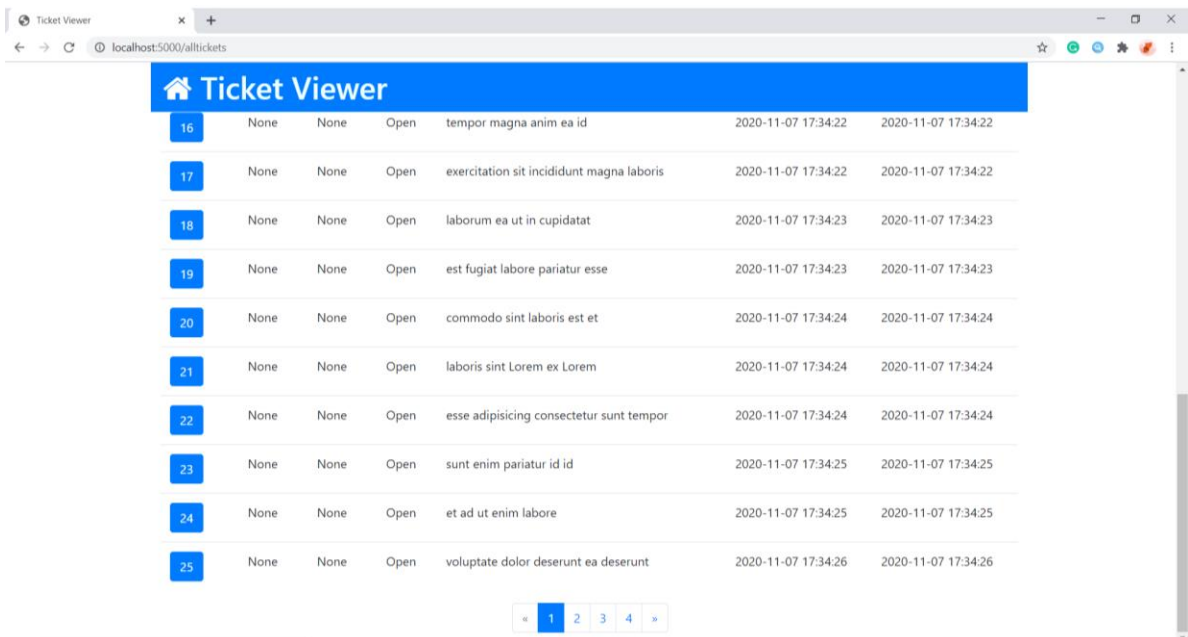 Ticket Viewer
localhost:5000/alltickets
Ticket Viewer
16 None None Open tempor magna anim ea id 2020-11-07 17:34:22 2020-11-07 17:34:22
17 None None Open exercitation sit incididunt magna laboris 2020-11-07 17:34:22 2020-11-07 17:34:22
18 None None Open laborum ea ut in cupidatat 2020-11-07 17:34:23 2020-11-07 17:34:23
19 None None Open est fugiat labore pariatur esse 2020-11-07 17:34:23 2020-11-07 17:34:23
20 None None Open commodo sint laboris est et 2020-11-07 17:34:24 2020-11-07 17:34:24
21 None None Open laboris sint Lorem ex Lorem 2020-11-07 17:34:24 2020-11-07 17:34:24
22 None None Open esse adipisicing consectetur sunt tempor 2020-11-07 17:34:24 2020-11-07 17:34:24
23 None None Open sunt enim pariatur id id 2020-11-07 17:34:25 2020-11-07 17:34:25
24 None None Open et ad ut enim labore 2020-11-07 17:34:25 2020-11-07 17:34:25
25 None None Open voluptate dolor deserunt ea deserunt 2020-11-07 17:34:26 2020-11-07 17:34:26
« 1 2 3 4 »